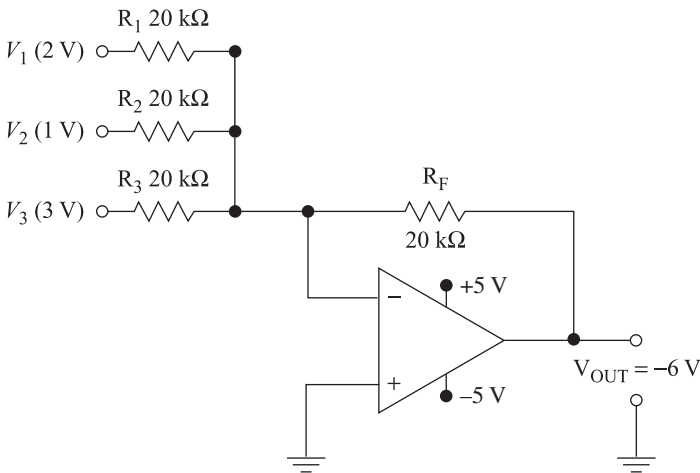 R1 20 kΩ
V1 (2 V)
R2 20 kΩ
V2 (1 V)
R3 20 kΩ
V3 (3 V)
RF
20 kΩ
+5 V
−
+
–5 V
VOUT = –6 V